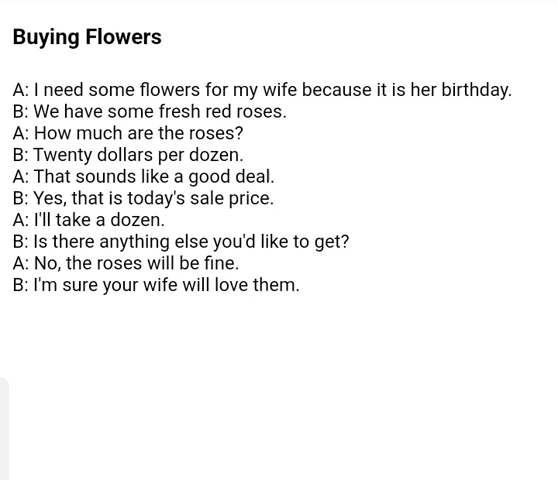 Buying Flowers
A: I need some flowers for my wife because it is her birthday.
B: We have some fresh red roses.
A: How much are the roses?
B: Twenty dollars per dozen.
A: That sounds like a good deal.
B: Yes, that is today's sale price.
A: I'll take a dozen.
B: Is there anything else you'd like to get?
A: No, the roses will be fine.
B: I'm sure your wife will love them.